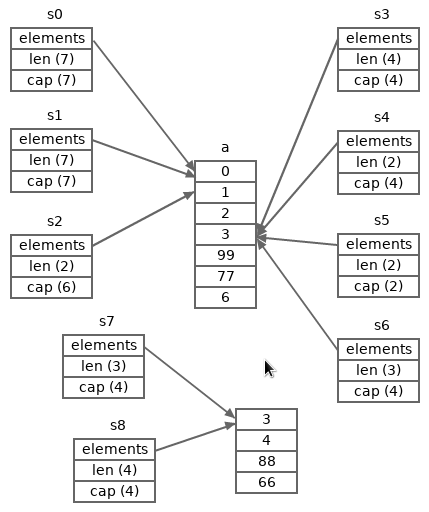 s0
elements
len (7)
cap (7)
s1
elements
len (7)
cap (7)
s2
elements
len (2)
cap (6)
a
0
1
2
3
99
77
6
s3
elements
len (4)
cap (4)
s4
elements
len (2)
cap (4)
s5
elements
len (2)
cap (2)
s6
elements
len (3)
cap (4)
s7
elements
len (3)
cap (4)
s8
elements
len (4)
cap (4)
3
4
88
66